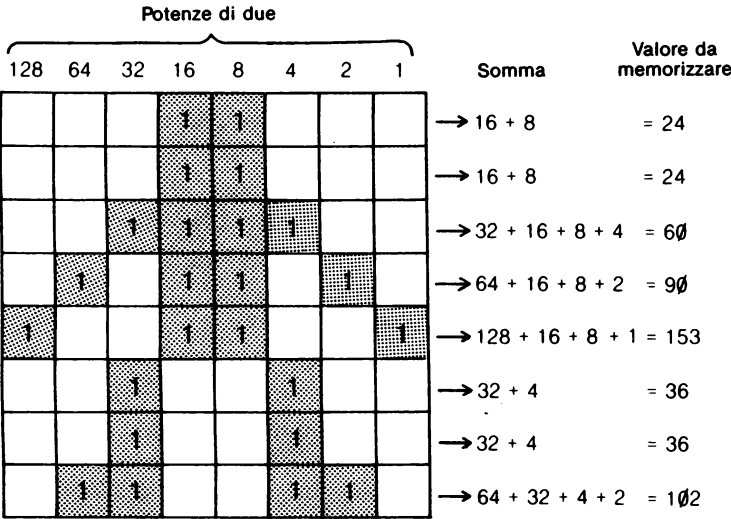 Potenze di due
128 64 32 16 8 4 2 1 Somma Valore da memorizzare
1 1 → 16 + 8 = 24
1 1 → 16 + 8 = 24
1 1 1 1 → 32 + 16 + 8 + 4 = 60
1 1 1 1 → 64 + 16 + 8 + 2 = 90
1 1 1 1 → 128 + 16 + 8 + 1 = 153
1 1 → 32 + 4 = 36
1 1 → 32 + 4 = 36
1 1 1 1 → 64 + 32 + 4 + 2 = 102